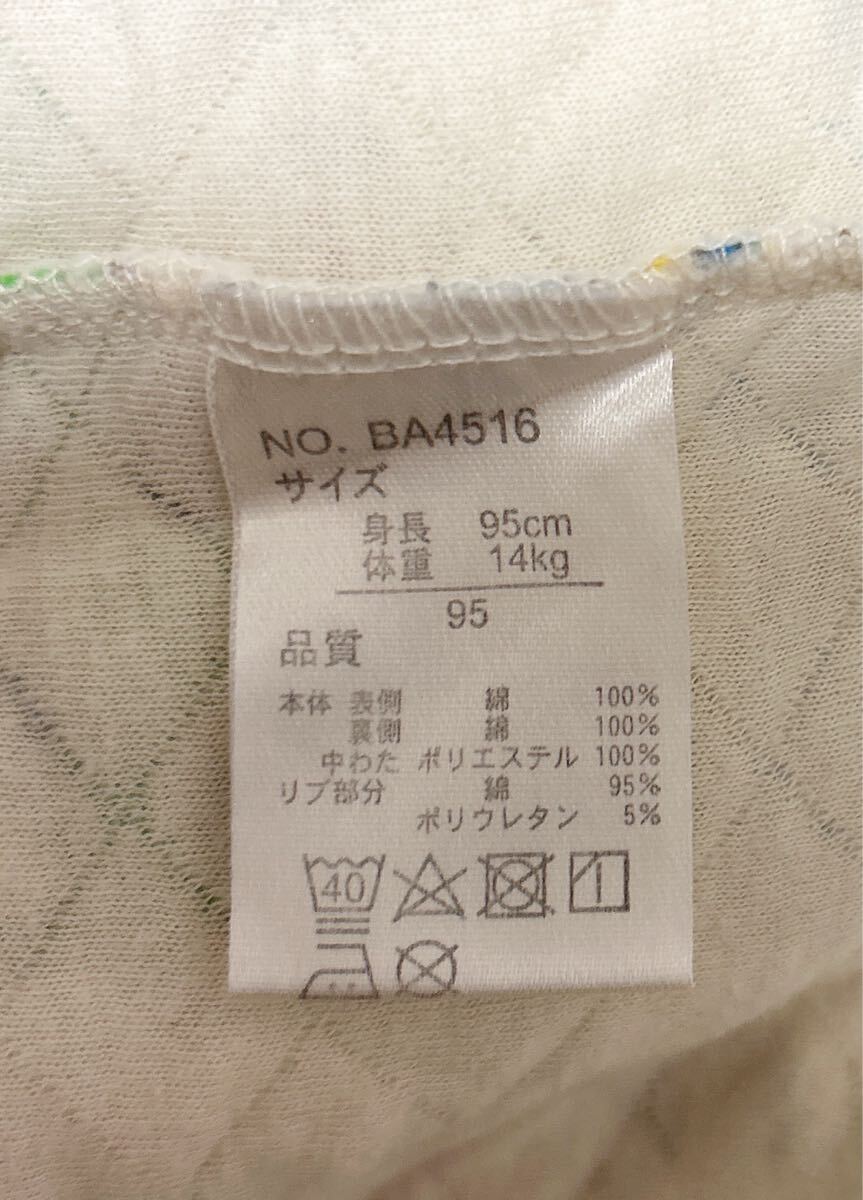 NO. BA4516
サイズ
身長 95cm
体重 14kg
95
品質
本体 表側 綿 100%
裏側 綿 100%
中わた ポリエステル 100%
リブ部分 綿 95%
ポリウレタン 5%
40